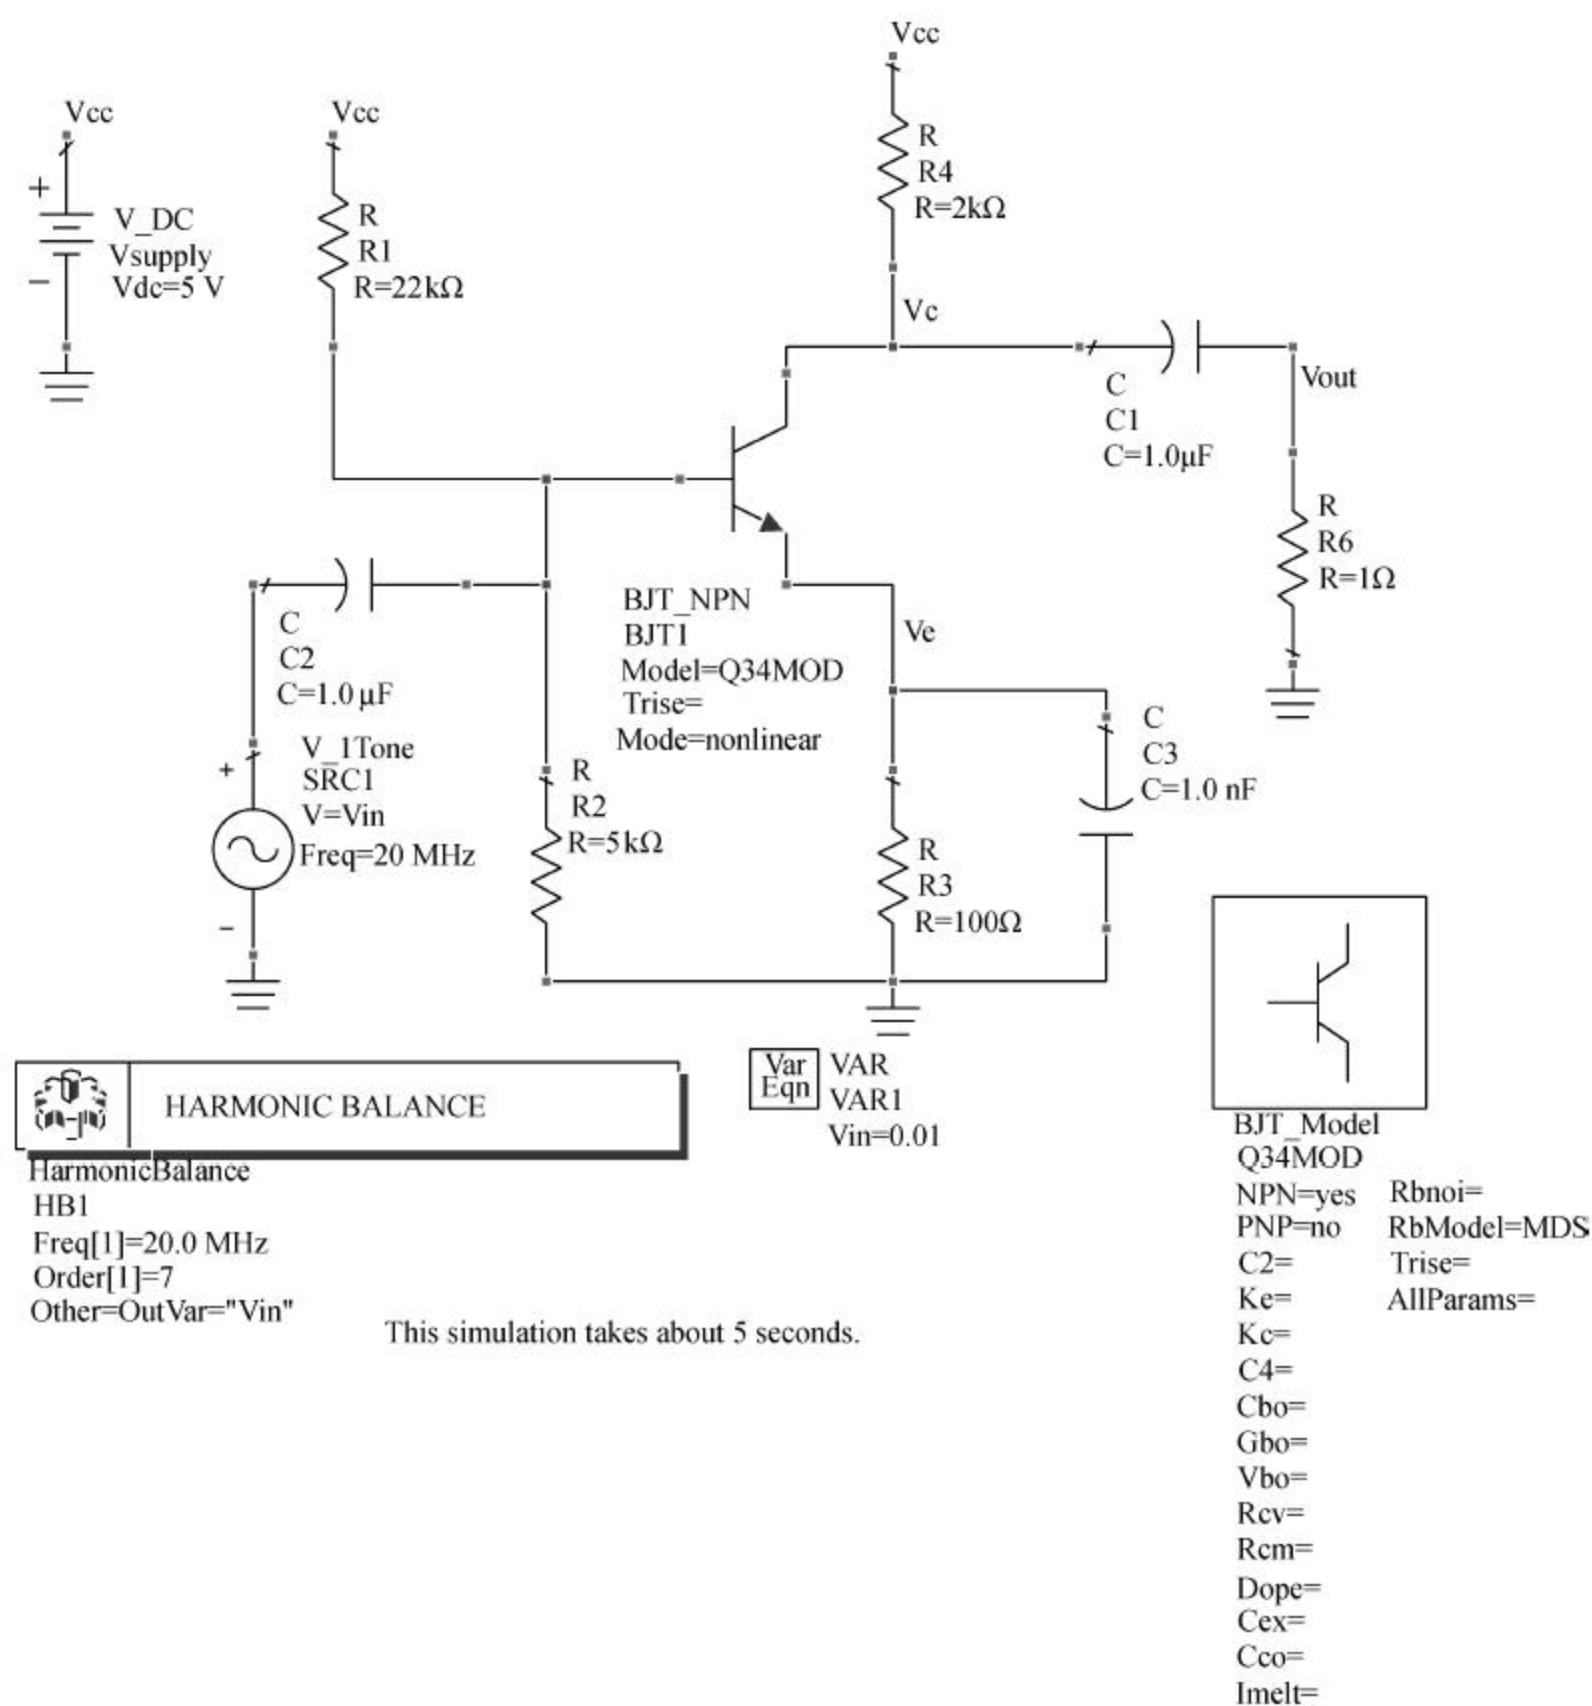 Vcc
Vcc
Vcc
+
V_DC
Vsupply
Vdc=5 V
−
R
R1
R=22kΩ
R
R4
R=2kΩ
Vc
C
C1
C=1.0µF
Vout
R
R6
R=1Ω
C
C2
C=1.0 µF
BJT_NPN
BJT1
Model=Q34MOD
Trise=
Mode=nonlinear
Ve
+
V_1Tone
SRC1
V=Vin
Freq=20 MHz
−
R
R2
R=5kΩ
C
C3
C=1.0 nF
R
R3
R=100Ω
HARMONIC BALANCE
HarmonicBalance
HB1
Freq[1]=20.0 MHz
Order[1]=7
Other=OutVar="Vin"
Var
Eqn
VAR
VAR1
Vin=0.01
This simulation takes about 5 seconds.
BJT_Model
Q34MOD
NPN=yes
PNP=no
C2=
Ke=
Kc=
C4=
Cbo=
Gbo=
Vbo=
Rcv=
Rcm=
Dope=
Cex=
Cco=
Imelt=
Rbnoi=
RbModel=MDS
Trise=
AllParams=